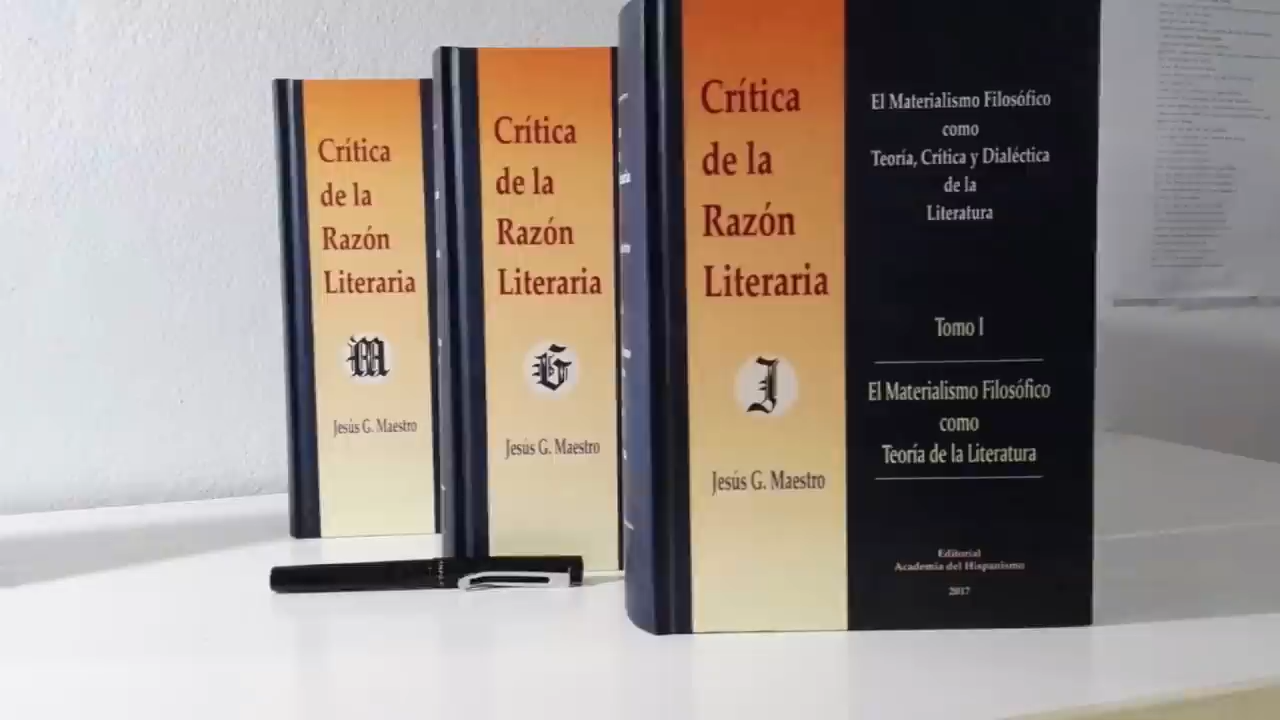 Crítica
de la
Razón
Literaria
M
Jesús G. Maestro
Crítica
de la
Razón
Literaria
G
Jesús G. Maestro
Crítica
de la
Razón
Literaria
J
Jesús G. Maestro
El Materialismo Filosófico
como
Teoría, Crítica y Dialéctica
de la
Literatura
Tomo I
El Materialismo Filosófico
como
Teoría de la Literatura
Editorial
Academia del Hispanismo
2017